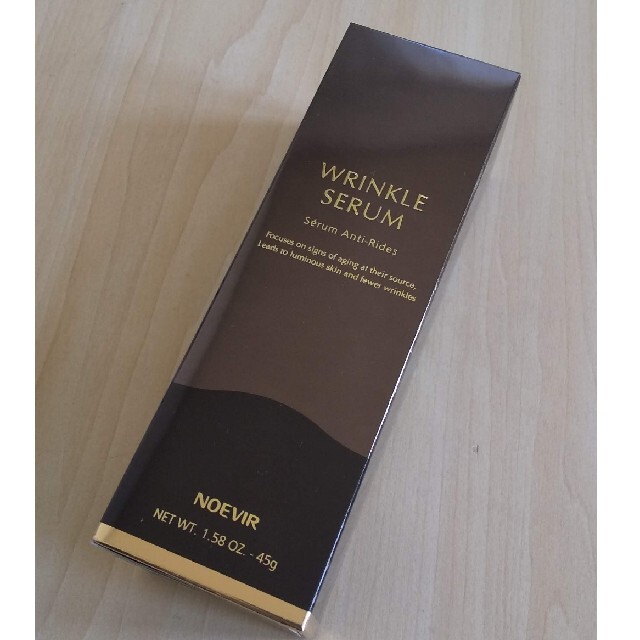 WRINKLE
SERUM
Sérum Anti-Rides
Focuses on signs of aging at their source,
Leads to luminous skin and fewer wrinkles
NOEVIR
NET WT. 1.58 OZ. - 45g